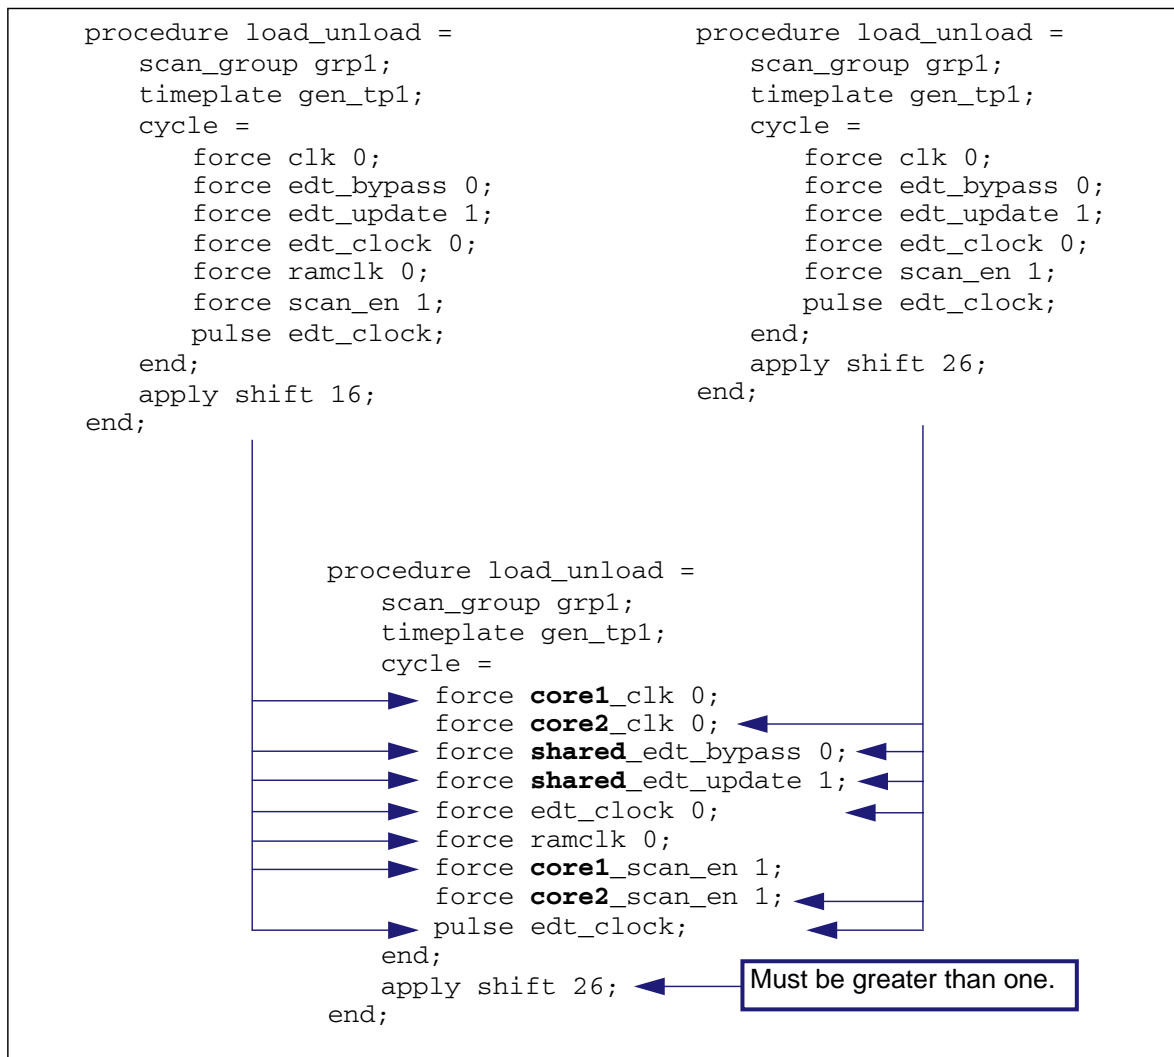 procedure load_unload =
scan_group grp1;
timeplate gen_tp1;
cycle =
force clk 0;
force edt_bypass 0;
force edt_update 1;
force edt_clock 0;
force ramclk 0;
force scan_en 1;
pulse edt_clock;
end;
apply shift 16;
end;
procedure load_unload =
scan_group grp1;
timeplate gen_tp1;
cycle =
force clk 0;
force edt_bypass 0;
force edt_update 1;
force edt_clock 0;
force scan_en 1;
pulse edt_clock;
end;
apply shift 26;
end;
procedure load_unload =
scan_group grp1;
timeplate gen_tp1;
cycle =
force core1_clk 0;
force core2_clk 0;
force shared_edt_bypass 0;
force shared_edt_update 1;
force edt_clock 0;
force ramclk 0;
force core1_scan_en 1;
force core2_scan_en 1;
pulse edt_clock;
end;
apply shift 26;
Must be greater than one.
end;